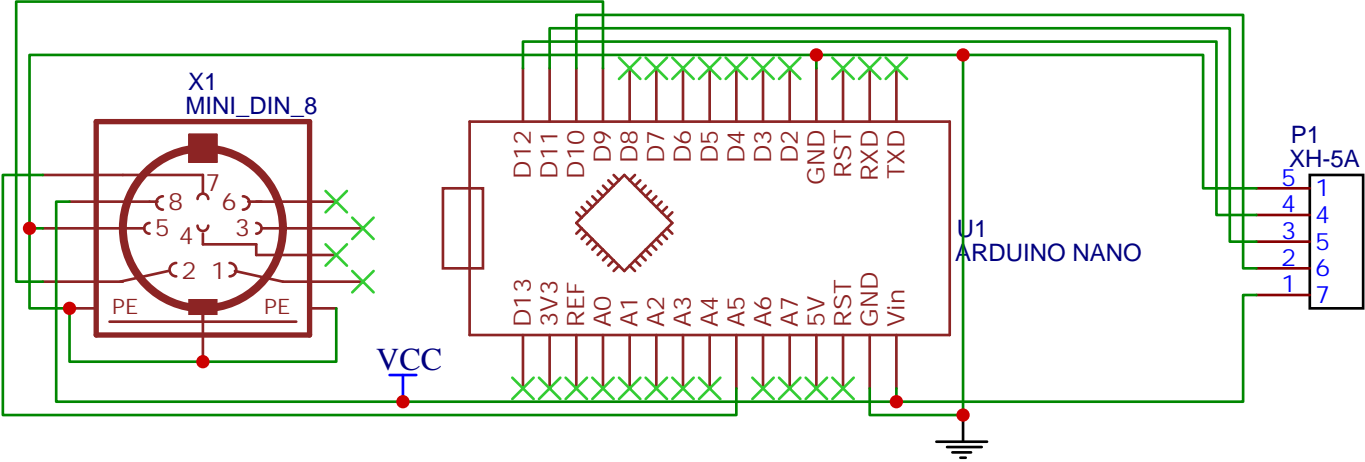 X1
MINI_DIN_8
7
8
6
5
4
3
2
1
PE
PE
VCC
D12
D11
D10
D9
D8
D7
D6
D5
D4
D3
D2
GND
RST
RXD
TXD
U1
ARDUINO NANO
D13
3V3
REF
A0
A1
A2
A3
A4
A5
A6
A7
5V
RST
GND
Vin
P1
XH-5A
5 1
4 4
3 5
2 6
1 7